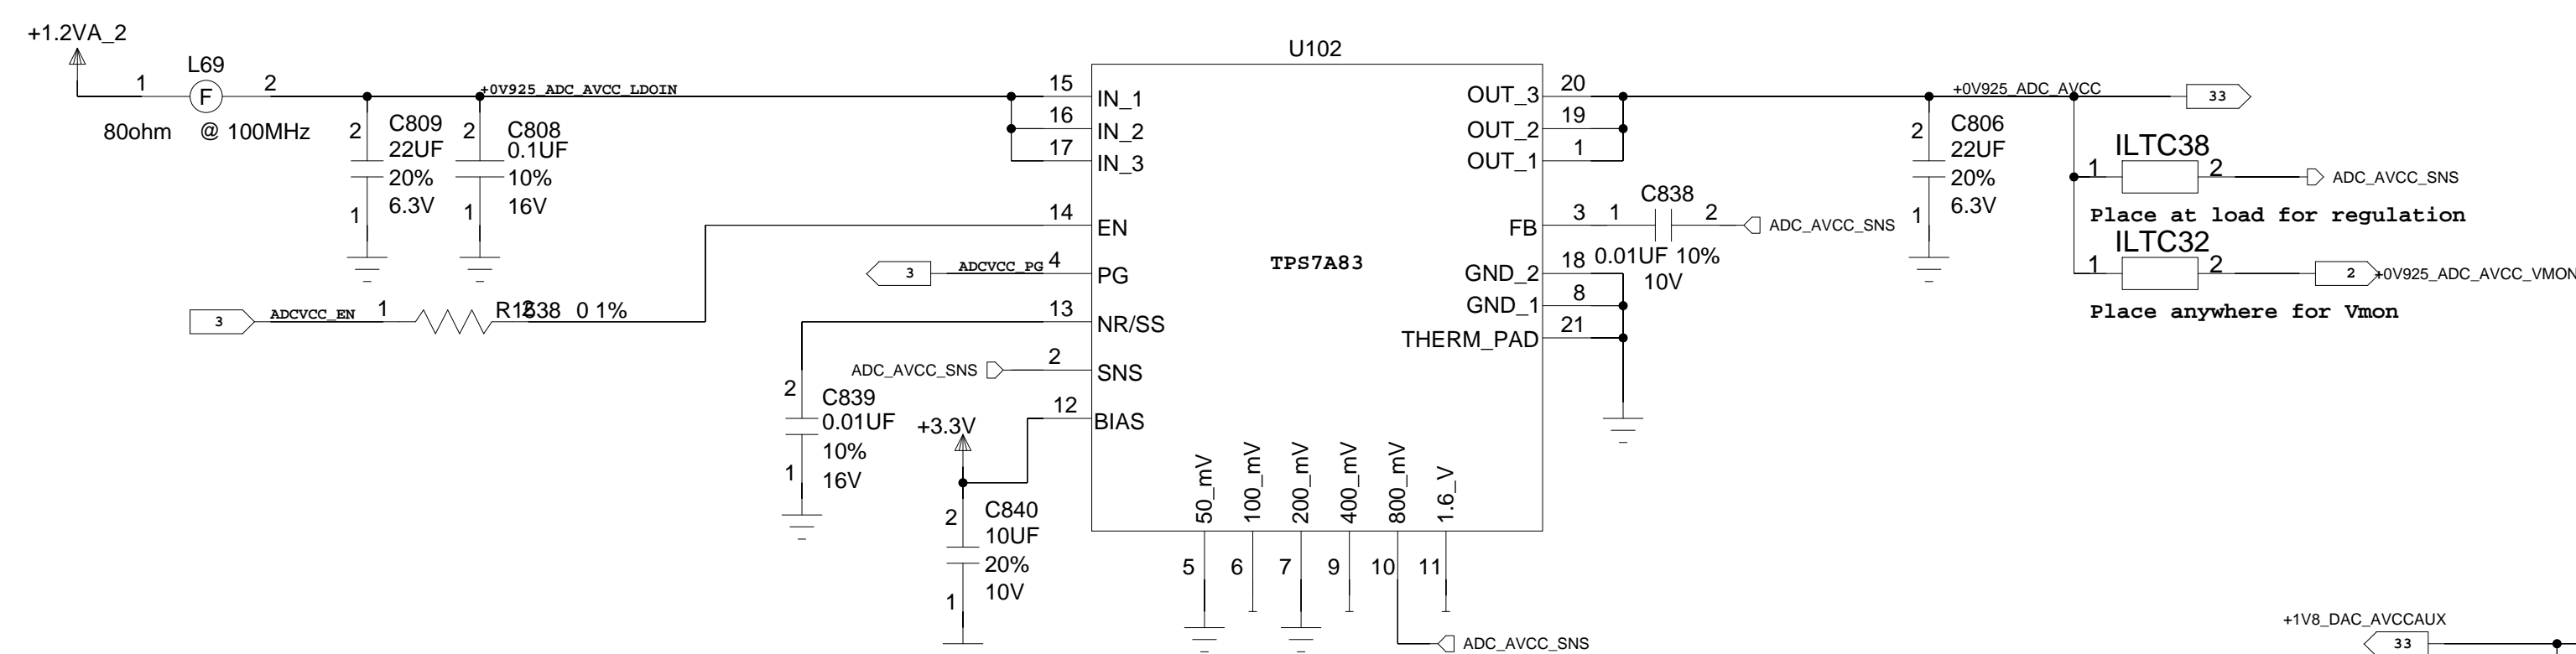 +1.2VA_2
L69
1 F 2
80ohm @ 100MHz
+0V925_ADC_AVCC_LDOIN
2 C809
22UF
20%
6.3V
1
2 C808
0.1UF
10%
16V
1
U102
TPS7A83
15 IN_1
16 IN_2
17 IN_3
14 EN
3 ADCVCC_PG 4 PG
3 ADCVCC_EN 1 R1538 2 0 1%
13 NR/SS
ADC_AVCC_SNS 2 SNS
12 BIAS
2 C839
0.01UF
10%
16V
1
+3.3V
2 C840
10UF
20%
10V
1
50_mV
100_mV
200_mV
400_mV
800_mV
1.6_V
5 6 7 9 10 11
ADC_AVCC_SNS
OUT_3 20
OUT_2 19
OUT_1 1
FB 3 1 C838 2 ADC_AVCC_SNS
0.01UF 10%
10V
GND_2 18
GND_1 8
THERM_PAD 21
+0V925_ADC_AVCC 33
2 C806
22UF
20%
6.3V
1
ILTC38
1 2 ADC_AVCC_SNS
Place at load for regulation
ILTC32
1 2 2 +0V925_ADC_AVCC_VMON
Place anywhere for Vmon
+1V8_DAC_AVCCAUX
33